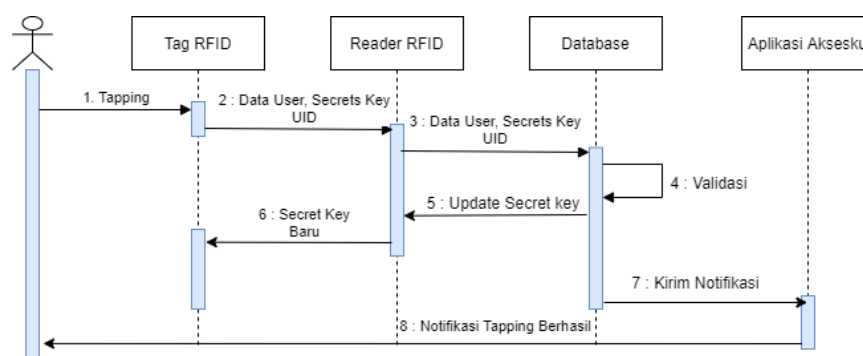 Tag RFID
Reader RFID
Database
Aplikasi Aksesku
1. Tapping
2 : Data User, Secrets Key
UID
3 : Data User, Secrets Key
UID
4 : Validasi
5 : Update Secret key
6 : Secret Key
Baru
7 : Kirim Notifikasi
8 : Notifikasi Tapping Berhasil